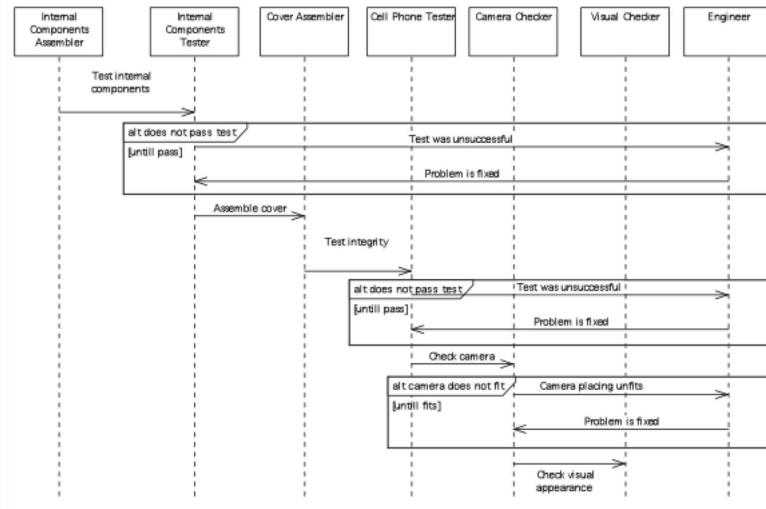 Internal
Components
Assembler
Internal
Components
Tester
Cover Assembler
Cell Phone Tester
Camera Checker
Visual Checker
Engineer
Test internal
components
alt does not pass test
[untill pass]
Test was unsuccessful
Problem is fixed
Assemble cover
Test integrity
alt does not pass test
[untill pass]
Test was unsuccessful
Problem is fixed
Check camera
alt camera does not fit
[untill fits]
Camera placing unfits
Problem is fixed
Check visual
appearance